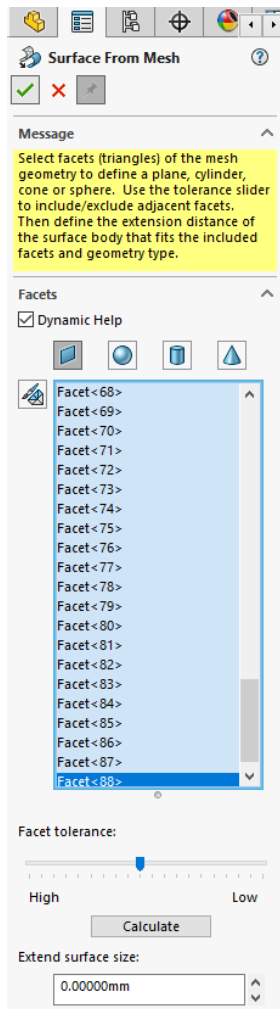 Surface From Mesh
Message
Select facets (triangles) of the mesh
geometry to define a plane, cylinder,
cone or sphere.  Use the tolerance slider
to include/exclude adjacent facets.
Then define the extension distance of
the surface body that fits the included
facets and geometry type.
Facets
Dynamic Help
Facet<68>
Facet<69>
Facet<70>
Facet<71>
Facet<72>
Facet<73>
Facet<74>
Facet<75>
Facet<76>
Facet<77>
Facet<78>
Facet<79>
Facet<80>
Facet<81>
Facet<82>
Facet<83>
Facet<84>
Facet<85>
Facet<86>
Facet<87>
Facet<88>
Facet tolerance:
High Low
Calculate
Extend surface size:
0.00000mm